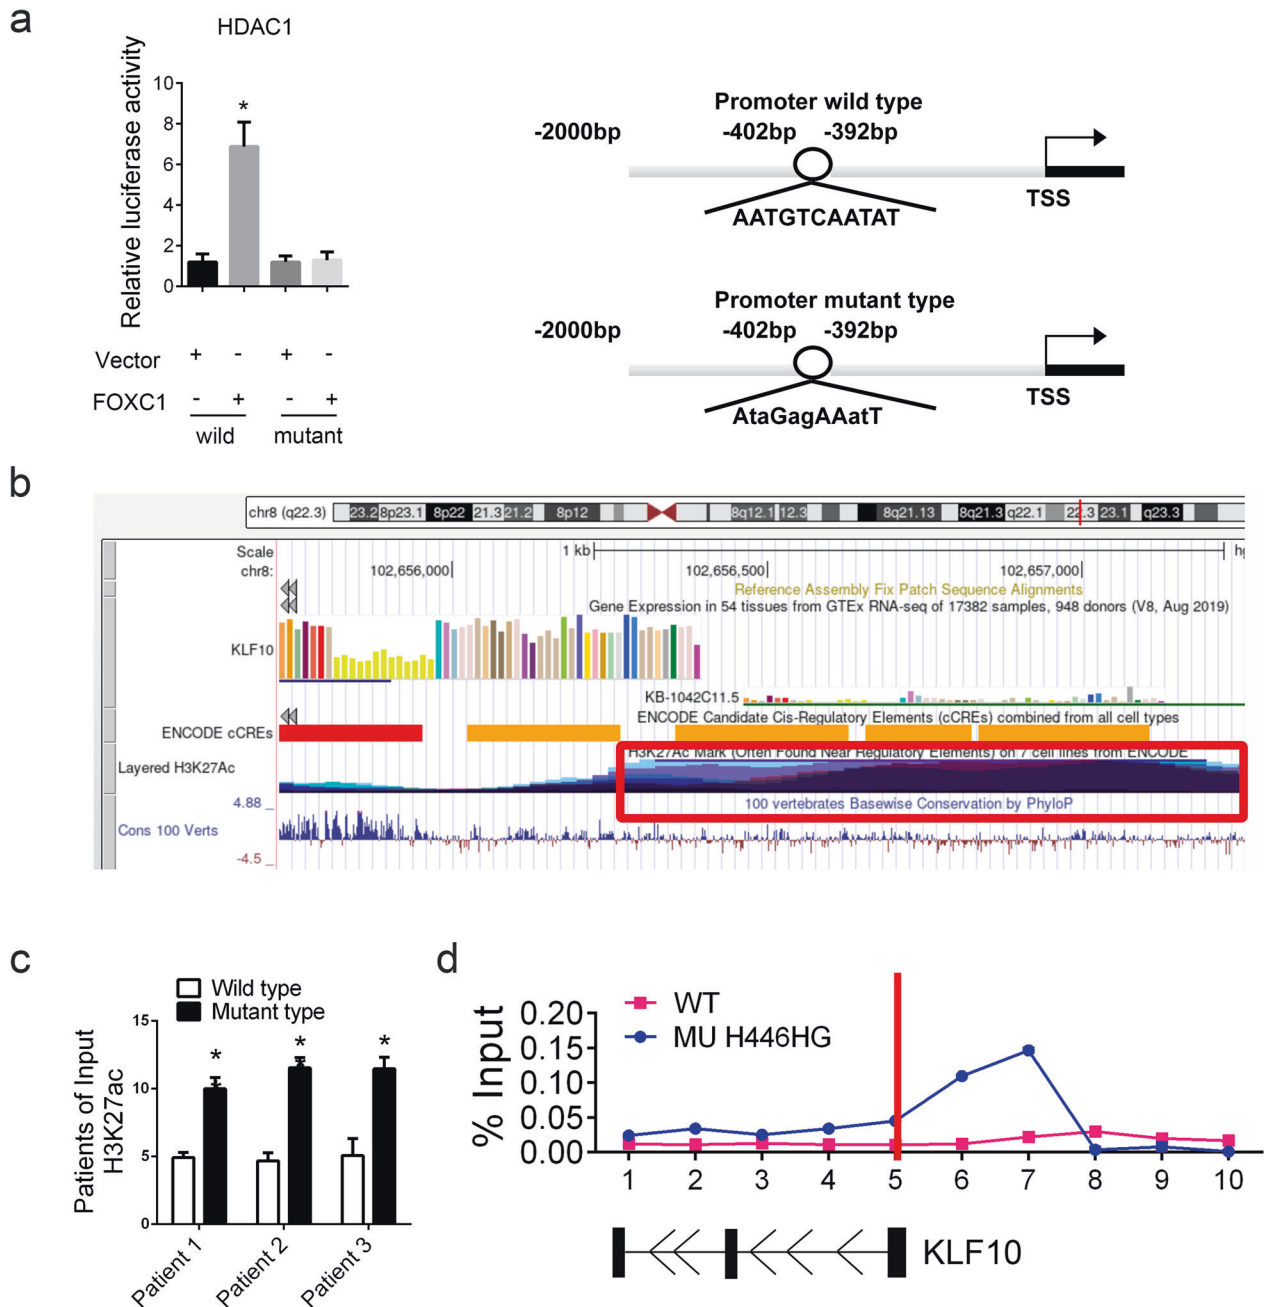 a
HDAC1
Relative luciferase activity
10
8
6
4
2
0
*
Vector + - + -
FOXC1 - + - +
wild mutant
Promoter wild type
-2000bp -402bp -392bp
TSS
AATGTCAATAT
Promoter mutant type
-2000bp -402bp -392bp
TSS
AtaGagAAatT
b
chr8 (q22.3) 23.2 8p23.1 8p22 21.3 21.2 8p12 8q12.1 12.3 8q21.13 8q21.3 q22.1 22.3 23.1 q23.3
Scale 1 kb hg
chr8: 102,656,000 102,656,500 102,657,000
Reference Assembly Fix Patch Sequence Alignments
Gene Expression in 54 tissues from GTEx RNA-seq of 17382 samples, 948 donors (V8, Aug 2019)
KLF10
KB-1042C11.5
ENCODE Candidate Cis-Regulatory Elements (cCREs) combined from all cell types
ENCODE cCREs
H3K27Ac Mark (Often Found Near Regulatory Elements) on 7 cell lines from ENCODE
Layered H3K27Ac
100 vertebrates Basewise Conservation by PhyloP
4.88 _
Cons 100 Verts
-4.5 _
c
Wild type
Mutant type
Patients of Input
H3K27ac
15
10
5
0
* * *
Patient 1 Patient 2 Patient 3
d
WT
MU H446HG
% Input
0.20
0.15
0.10
0.05
0.00
1 2 3 4 5 6 7 8 9 10
KLF10